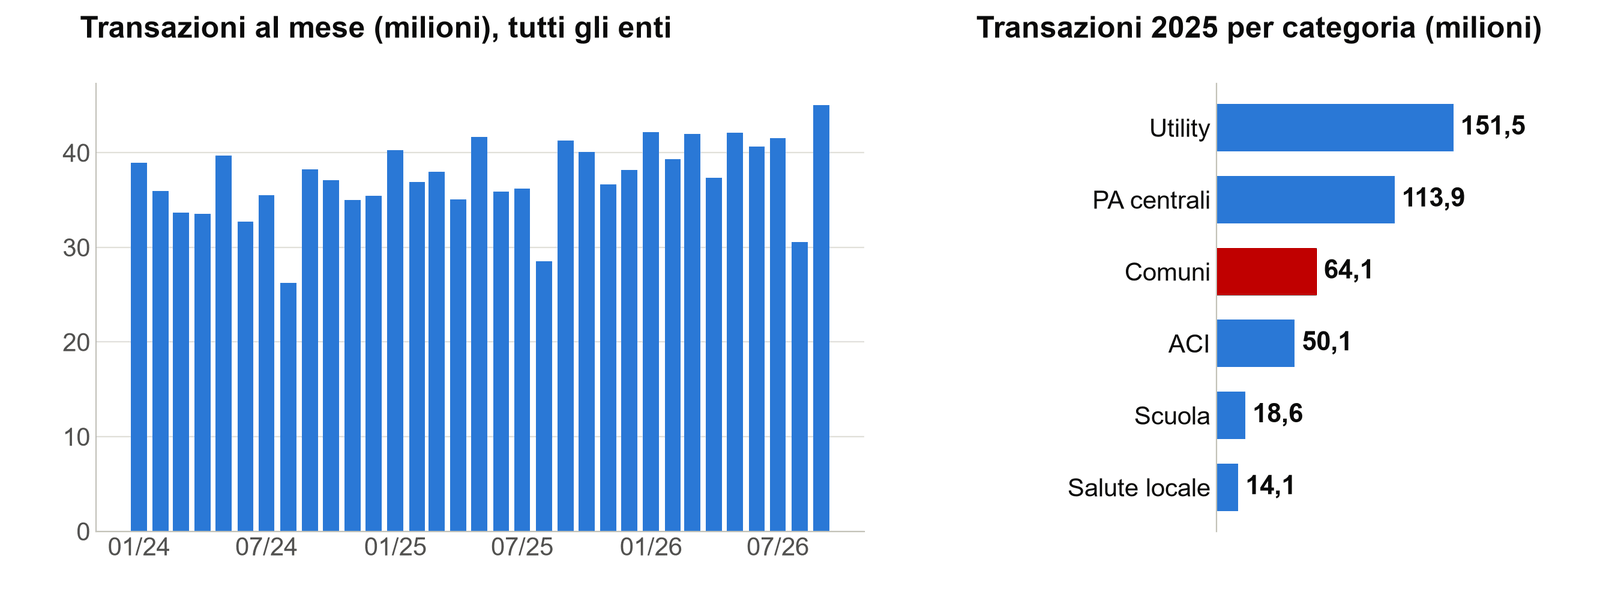 Transazioni al mese (milioni), tutti gli enti
40
30
20
10
0
01/24 07/24 01/25 07/25 01/26 07/26
Transazioni 2025 per categoria (milioni)
Utility 151,5
PA centrali 113,9
Comuni 64,1
ACI 50,1
Scuola 18,6
Salute locale 14,1